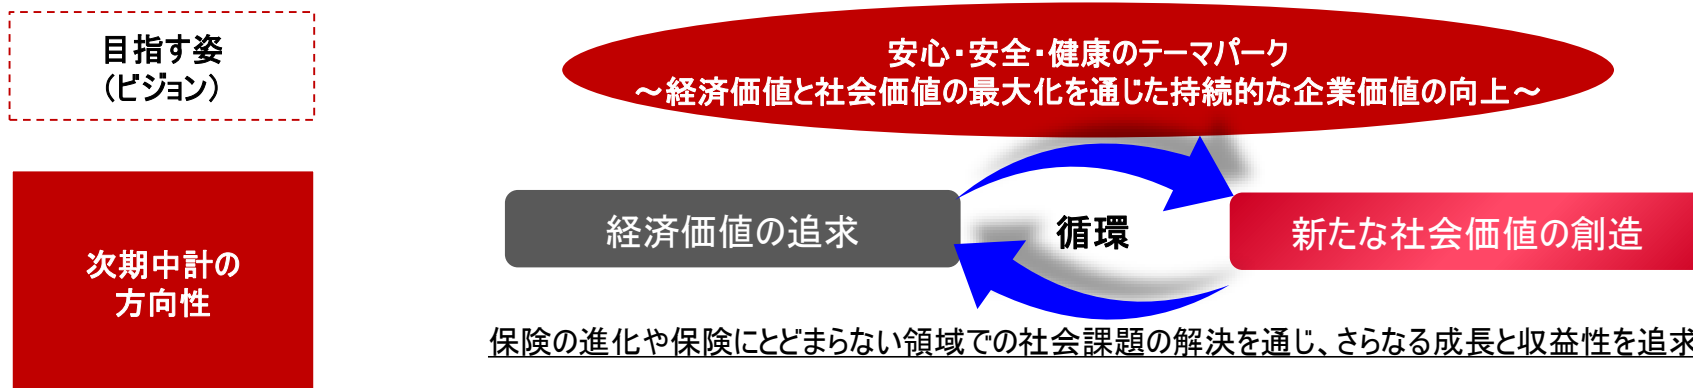 目指す姿
(ビジョン)
安心・安全・健康のテーマパーク
～経済価値と社会価値の最大化を通じた持続的な企業価値の向上～
次期中計の
方向性
経済価値の追求
循環
新たな社会価値の創造
保険の進化や保険にとどまらない領域での社会課題の解決を通じ、さらなる成長と収益性を追求